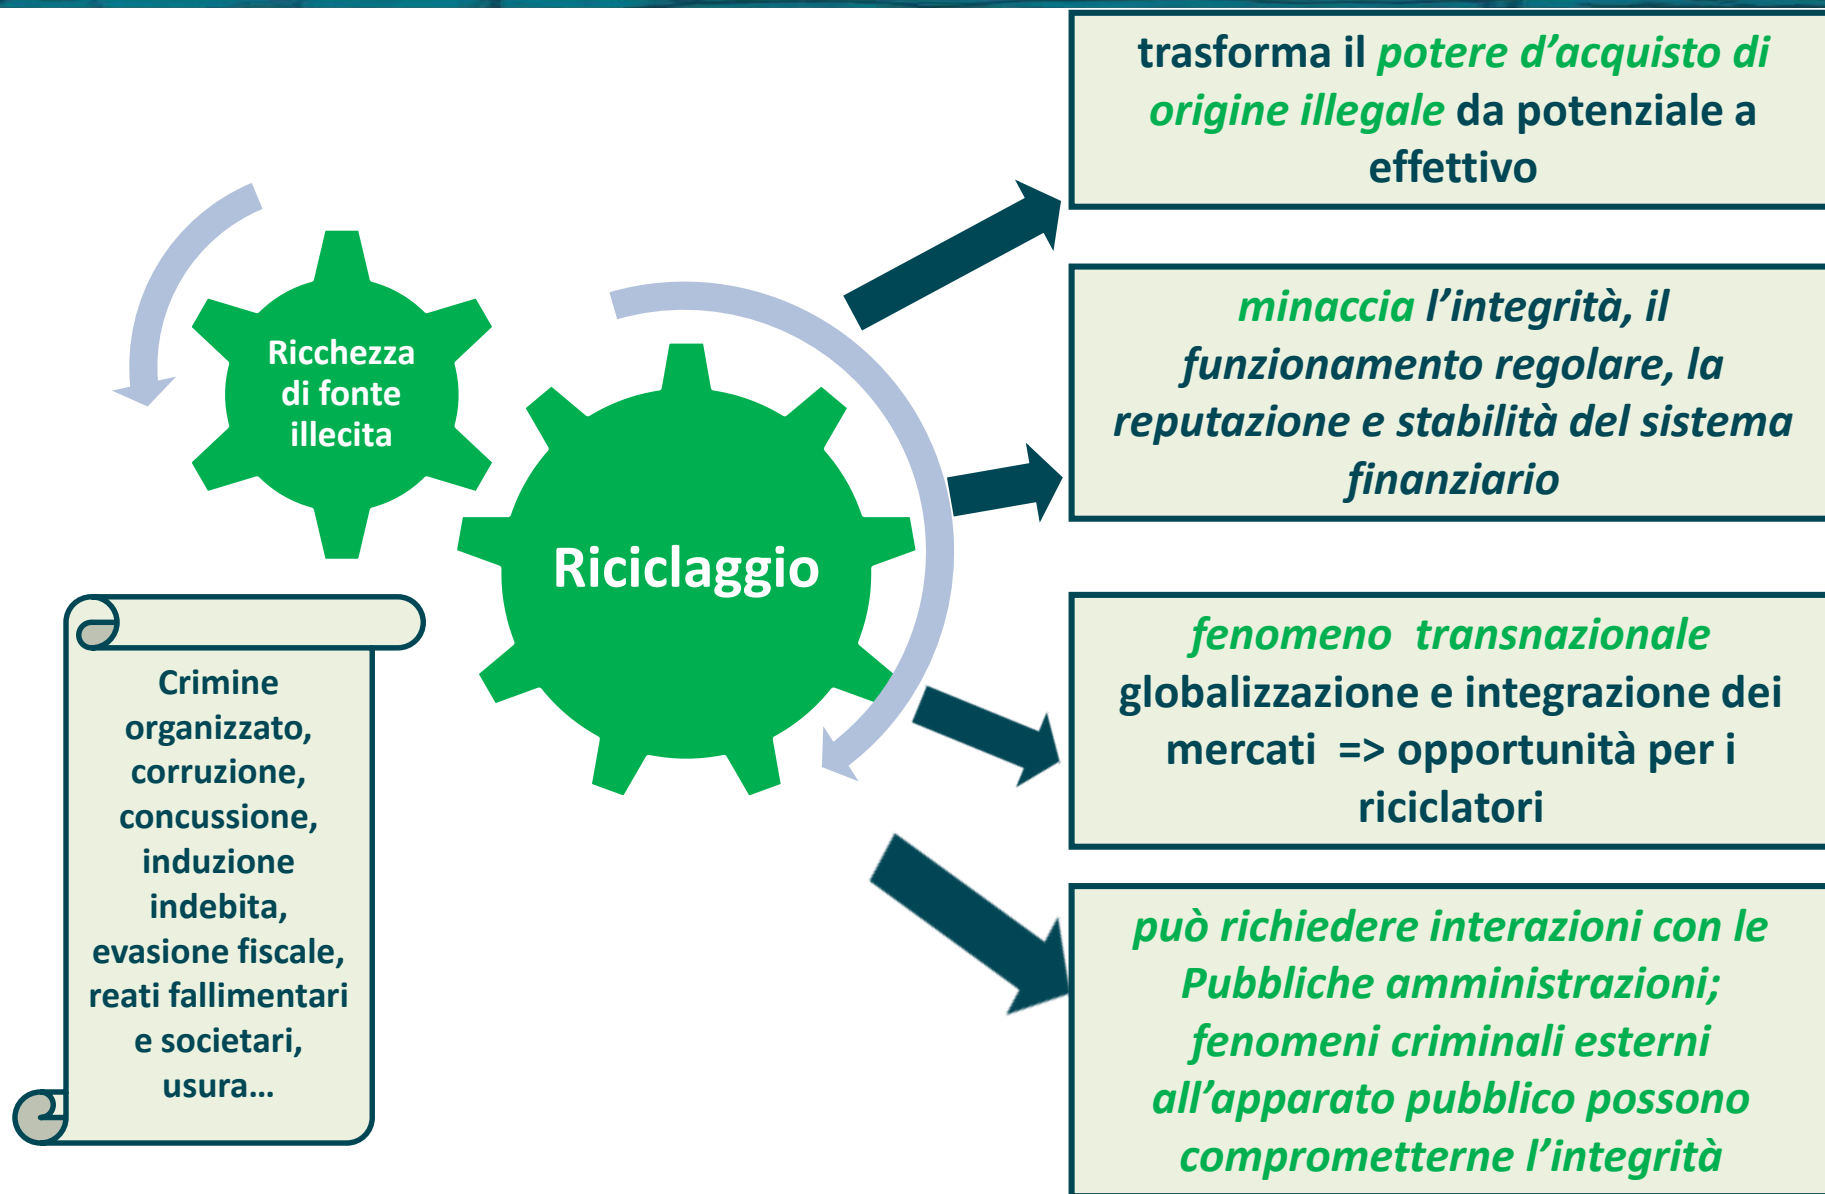 Ricchezza
di fonte
illecita
Riciclaggio
Crimine
organizzato,
corruzione,
concussione,
induzione
indebita,
evasione fiscale,
reati fallimentari
e societari,
usura…
trasforma il potere d’acquisto di
origine illegale da potenziale a
effettivo
minaccia l’integrità, il
funzionamento regolare, la
reputazione e stabilità del sistema
finanziario
fenomeno transnazionale
globalizzazione e integrazione dei
mercati => opportunità per i
riciclatori
può richiedere interazioni con le
Pubbliche amministrazioni;
fenomeni criminali esterni
all’apparato pubblico possono
comprometterne l’integrità